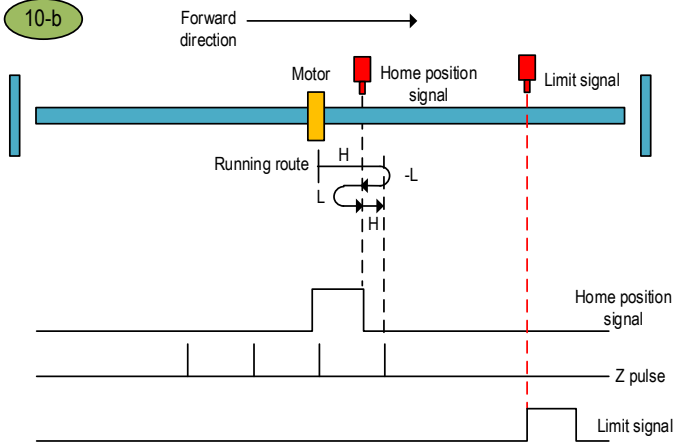 10-b
Forward
direction
Motor
Home position
signal
Limit signal
Running route
H
-L
L
H
Home position
signal
Z pulse
Limit signal